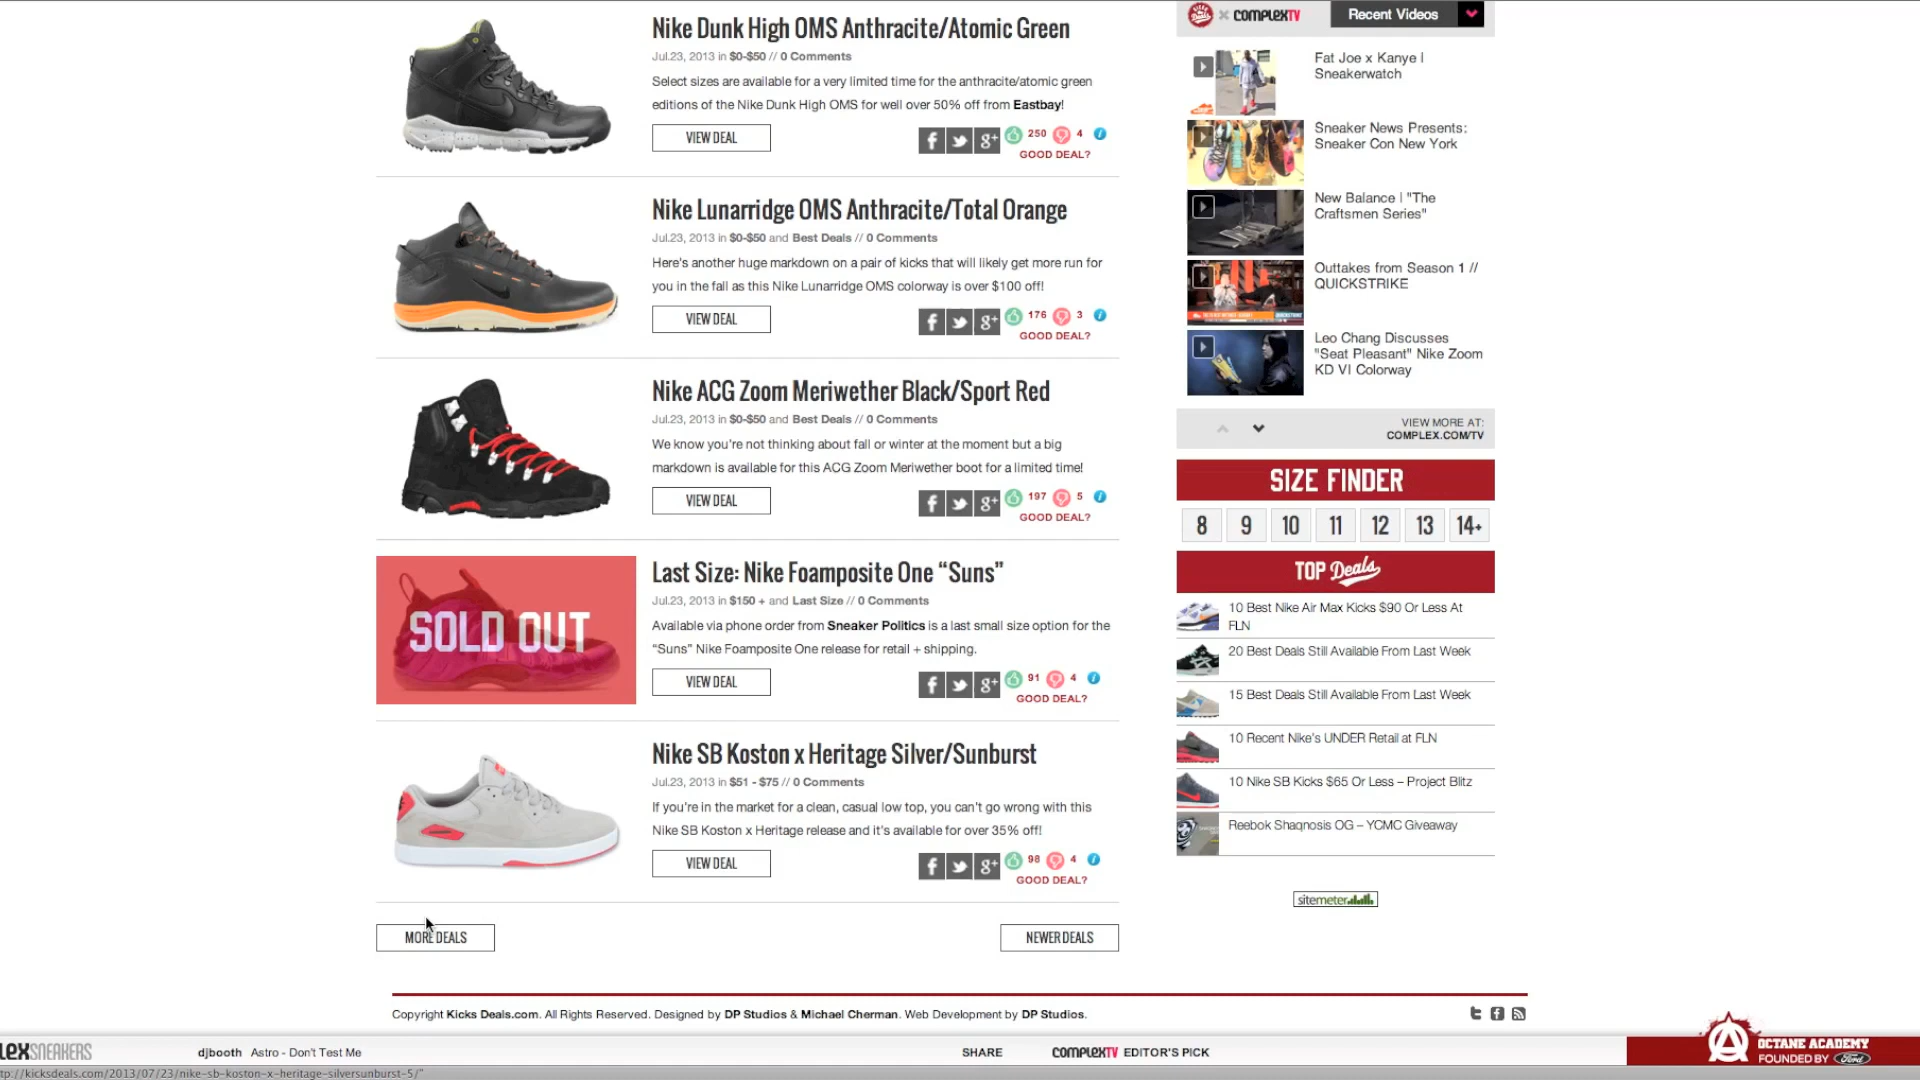 Nike Dunk High OMS Anthracite/Atomic Green
Jul.23, 2013 in $0-$50 // 0 Comments
Select sizes are available for a very limited time for the anthracite/atomic green
editions of the Nike Dunk High OMS for well over 50% off from Eastbay!
VIEW DEAL
250 4
GOOD DEAL?
Nike Lunarridge OMS Anthracite/Total Orange
Jul.23, 2013 in $0-$50 and Best Deals // 0 Comments
Here's another huge markdown on a pair of kicks that will likely get more run for
you in the fall as this Nike Lunarridge OMS colorway is over $100 off!
VIEW DEAL
176 3
GOOD DEAL?
Nike ACG Zoom Meriwether Black/Sport Red
Jul.23, 2013 in $0-$50 and Best Deals // 0 Comments
We know you're not thinking about fall or winter at the moment but a big
markdown is available for this ACG Zoom Meriwether boot for a limited time!
VIEW DEAL
197 5
GOOD DEAL?
SOLD OUT
Last Size: Nike Foamposite One “Suns”
Jul.23, 2013 in $150 + and Last Size // 0 Comments
Available via phone order from Sneaker Politics is a last small size option for the
“Suns” Nike Foamposite One release for retail + shipping.
VIEW DEAL
91 4
GOOD DEAL?
Nike SB Koston x Heritage Silver/Sunburst
Jul.23, 2013 in $51 - $75 // 0 Comments
If you're in the market for a clean, casual low top, you can't go wrong with this
Nike SB Koston x Heritage release and it's available for over 35% off!
VIEW DEAL
98 4
GOOD DEAL?
MORE DEALS
NEWER DEALS
x COMPLEXTV
Recent Videos
Fat Joe x Kanye |
Sneakerwatch
Sneaker News Presents:
Sneaker Con New York
New Balance | "The
Craftsmen Series"
Outtakes from Season 1 //
QUICKSTRIKE
Leo Chang Discusses
"Seat Pleasant" Nike Zoom
KD VI Colorway
VIEW MORE AT:
COMPLEX.COM/TV
SIZE FINDER
8 9 10 11 12 13 14+
TOP Deals
10 Best Nike Air Max Kicks $90 Or Less At
FLN
20 Best Deals Still Available From Last Week
15 Best Deals Still Available From Last Week
10 Recent Nike's UNDER Retail at FLN
10 Nike SB Kicks $65 Or Less – Project Blitz
Reebok Shaqnosis OG – YCMC Giveaway
sitemeter
Copyright Kicks Deals.com. All Rights Reserved. Designed by DP Studios & Michael Cherman. Web Development by DP Studios.
LEXSNEAKERS
djbooth Astro - Don't Test Me
SHARE
COMPLEXTV EDITOR'S PICK
OCTANE ACADEMY
FOUNDED BY Ford
tp://kicksdeals.com/2013/07/23/nike-sb-koston-x-heritage-silversunburst-5/"